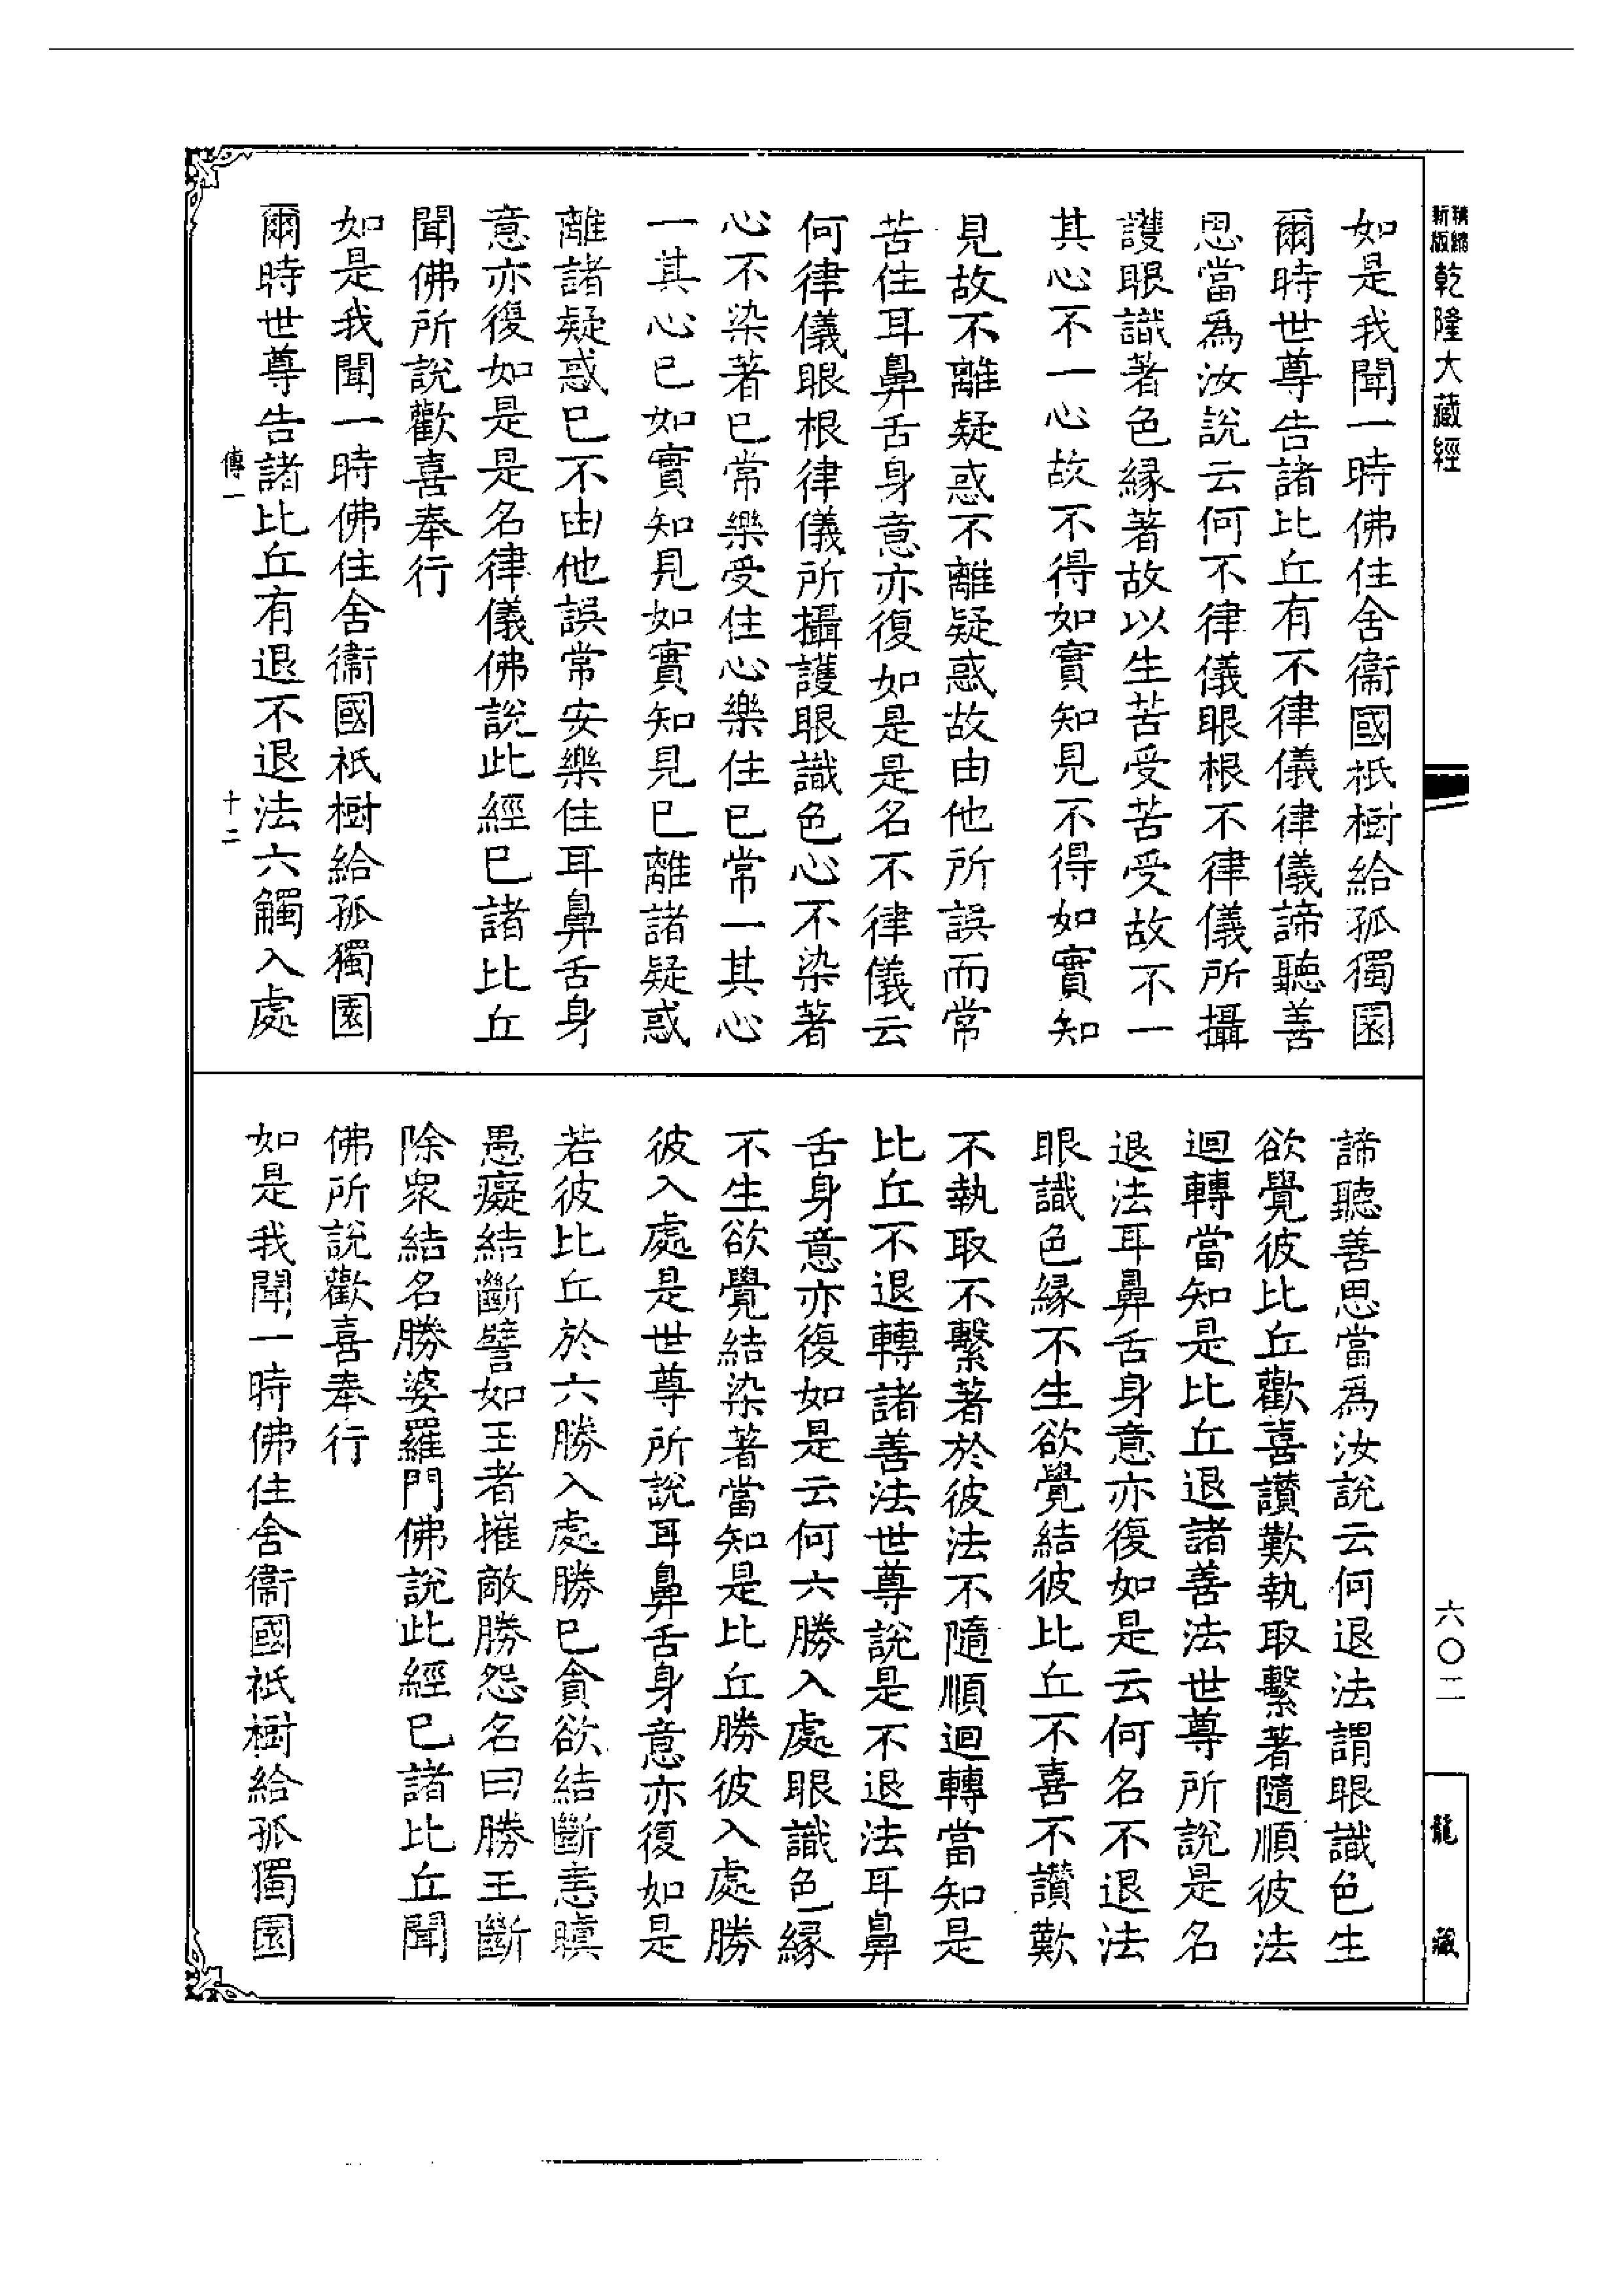 精縮新版
乾隆大藏經
六〇二
龍藏
如是我聞一時佛住舍衞國祇樹給孤獨園
爾時世尊告諸比丘有不律儀律儀諦聽善
思當爲汝說云何不律儀眼根不律儀所攝
護眼識著色緣著故以生苦受苦受故不一
其心不一心故不得如實知見不得如實知
見故不離疑惑不離疑惑故由他所誤而常
苦住耳鼻舌身意亦復如是是名不律儀云
何律儀眼根律儀所攝護眼識色心不染著
心不染著已常樂受住心樂住已常一其心
一其心已如實知見如實知見已離諸疑惑
離諸疑惑已不由他誤常安樂住耳鼻舌身
意亦復如是是名律儀佛說此經已諸比丘
聞佛所說歡喜奉行
如是我聞一時佛住舍衞國祇樹給孤獨園
爾時世尊告諸比丘有退不退法六觸入處
傳一 十二
諦聽善思當爲汝說云何退法謂眼識色生
欲覺彼比丘歡喜讚歎執取繫著隨順彼法
迴轉當知是比丘退諸善法世尊所說是名
退法耳鼻舌身意亦復如是云何名不退法
眼識色緣不生欲覺結彼比丘不喜不讚歎
不執取不繫著於彼法不隨順迴轉當知是
比丘不退轉諸善法世尊說是不退法耳鼻
舌身意亦復如是云何六勝入處眼識色緣
不生欲覺結染著當知是比丘勝彼入處勝
彼入處是世尊所說耳鼻舌身意亦復如是
若彼比丘於六勝入處勝已貪欲結斷恚瞋
愚癡結斷譬如王者摧敵勝怨名曰勝王斷
除衆結名勝婆羅門佛說此經已諸比丘聞
佛所說歡喜奉行
如是我聞一時佛住舍衞國祇樹給孤獨園